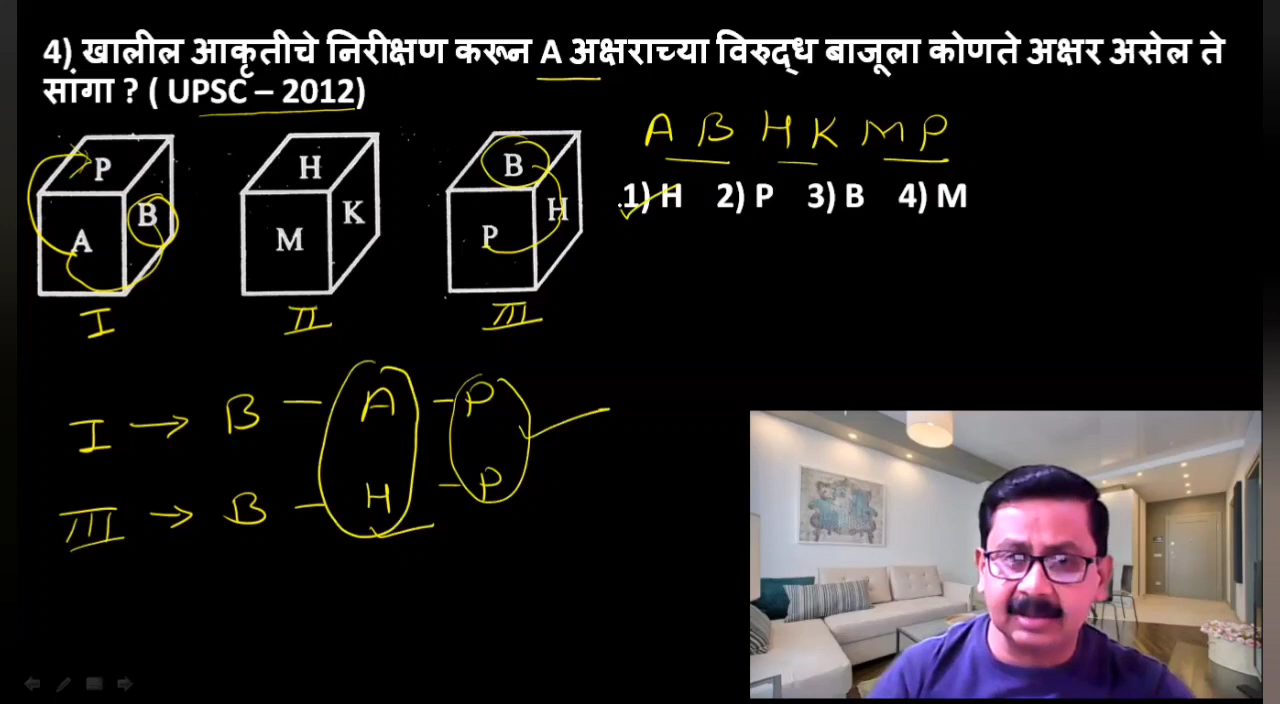 4) खालील आकृतीचे निरीक्षण करून A अक्षराच्या विरुद्ध बाजूला कोणते अक्षर असेल ते
सांगा ? ( UPSC – 2012)
A B H K M P
P
B
A
H
K
M
B
H
P
1) H 2) P 3) B 4) M
I
II
III
I → B – A – P
III → B – H – P